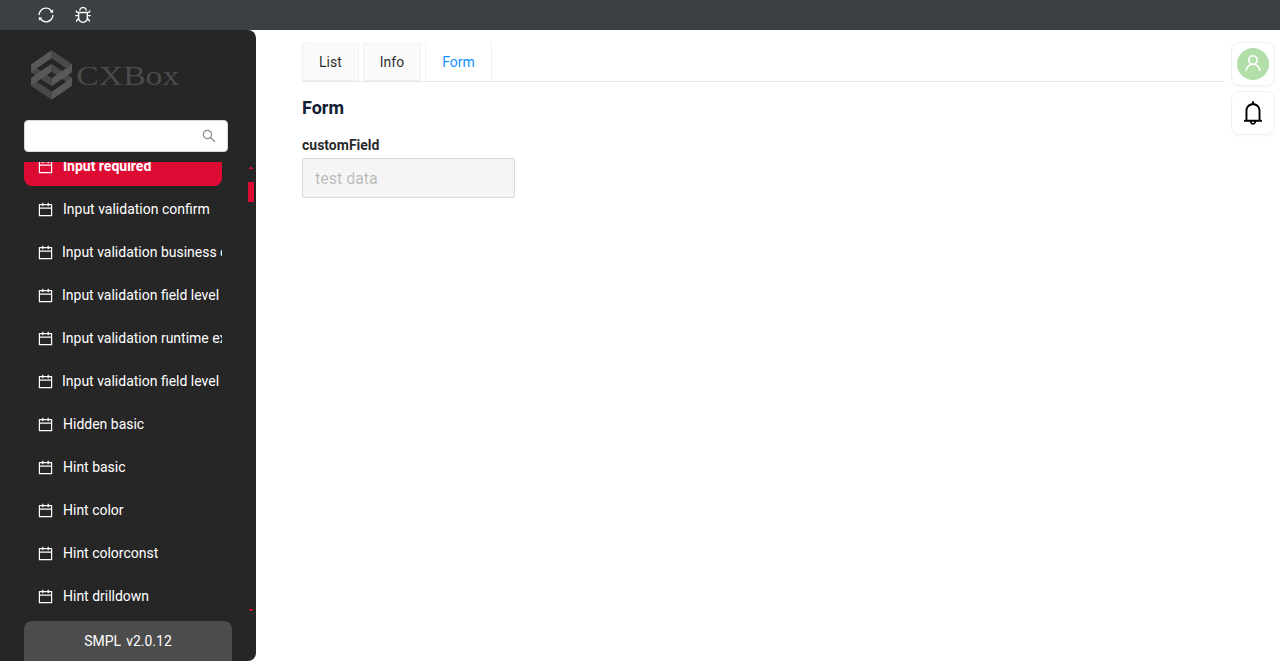 CXBox
Input required
Input validation confirm
Input validation business
Input validation field level
Input validation runtime
Input validation field level
Hidden basic
Hint basic
Hint color
Hint colorconst
Hint drilldown
SMPL v2.0.12
List
Info
Form
Form
customField
test data